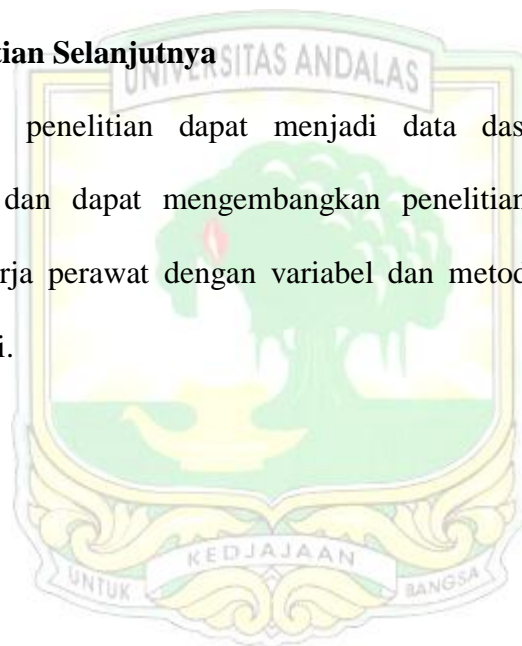 tian Selanjutnya
UNIVERSITAS ANDALAS
penelitian dapat menjadi data das
dan dapat mengembangkan penelitian
rja perawat dengan variabel dan metod
i.
KEDJAJAAN
UNTUK BANGSA